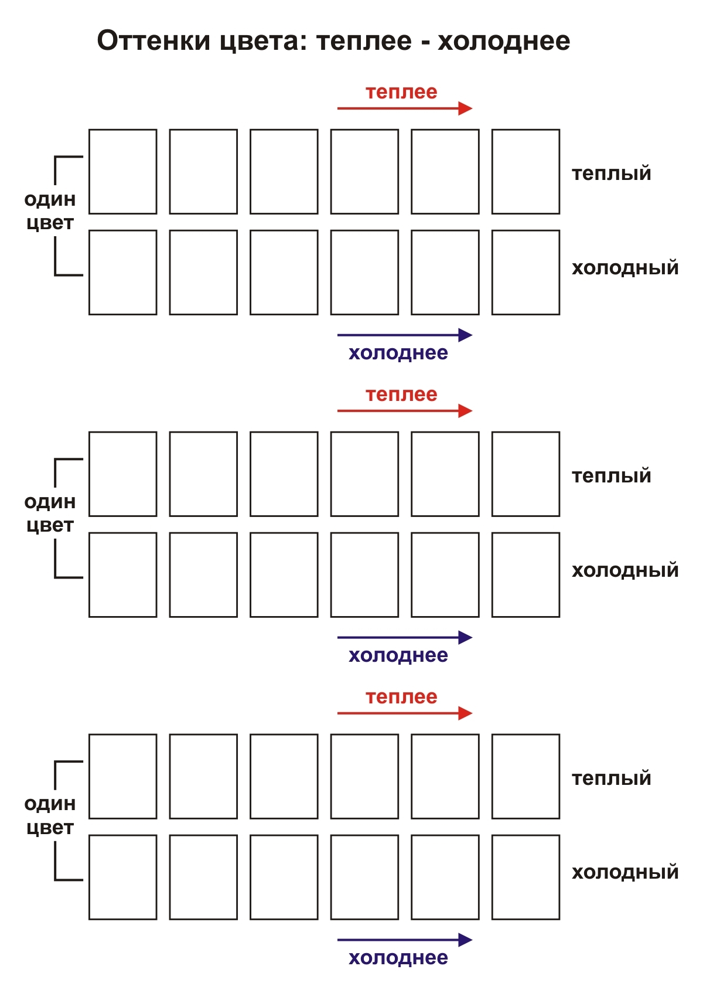 Оттенки цвета: теплее - холоднее
теплее
теплый
один
цвет
холодный
холоднее
теплее
теплый
один
цвет
холодный
холоднее
теплее
теплый
один
цвет
холодный
холоднее